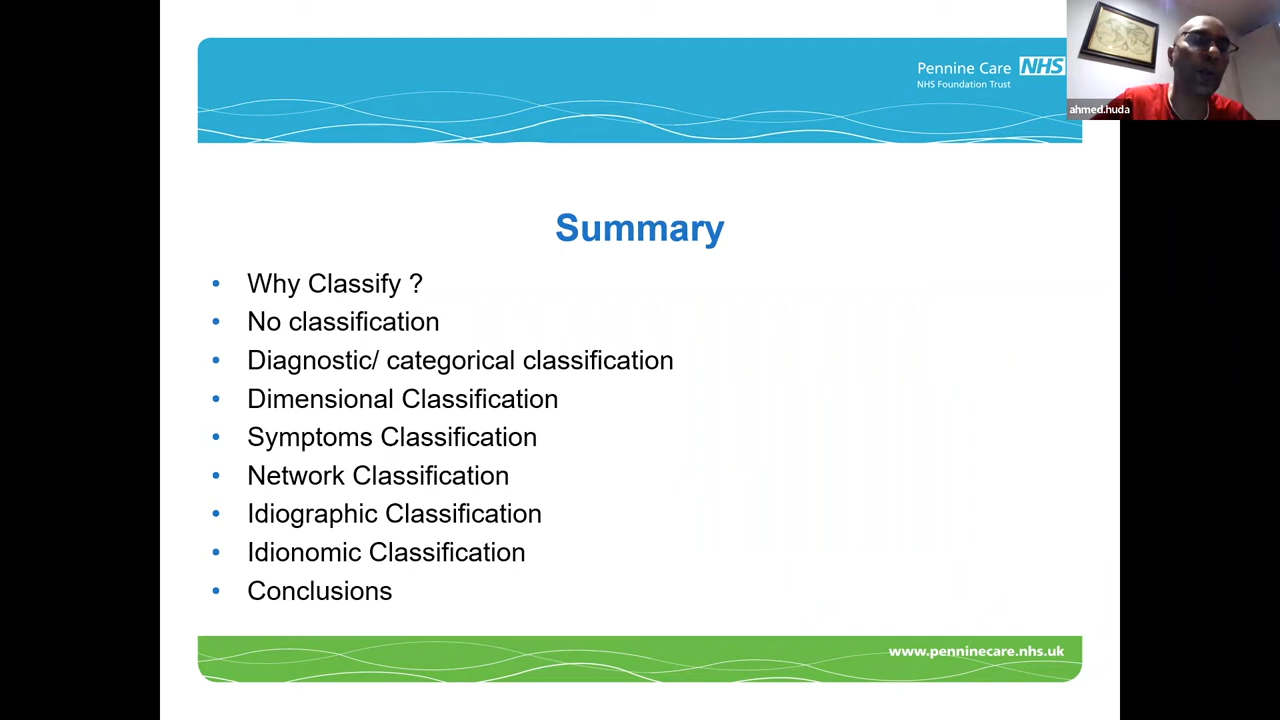 Pennine Care NHS
NHS Foundation Trust
ahmed.huda
Summary
• Why Classify ?
• No classification
• Diagnostic/ categorical classification
• Dimensional Classification
• Symptoms Classification
• Network Classification
• Idiographic Classification
• Idionomic Classification
• Conclusions
www.penninecare.nhs.uk